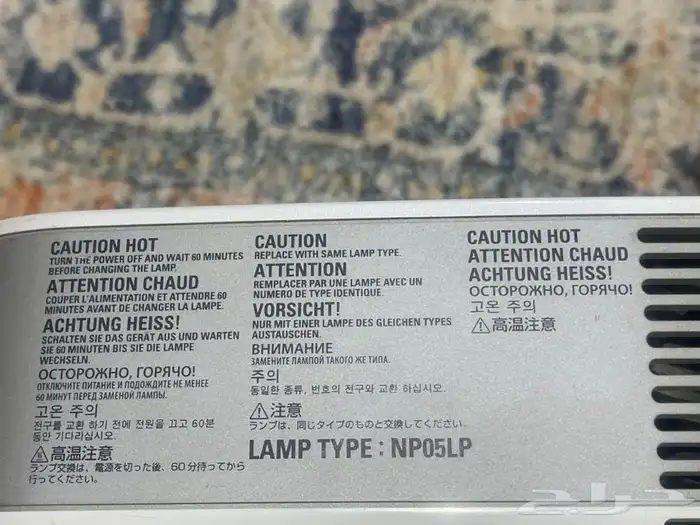 CAUTION HOT
TURN THE POWER OFF AND WAIT 60 MINUTES
BEFORE CHANGING THE LAMP.
ATTENTION CHAUD
COUPER L'ALIMENTATION ET ATTENDRE 60
MINUTES AVANT DE CHANGER LA LAMPE.
ACHTUNG HEISS!
SCHALTEN SIE DAS GERÄT AUS UND WARTEN
SIE 60 MINUTEN BIS SIE DIE LAMPE
WECHSELN.
ОСТОРОЖНО, ГОРЯЧО!
ОТКЛЮЧИТЕ ПИТАНИЕ И ПОДОЖДИТЕ НЕ МЕНЕЕ
60 МИНУТ ПЕРЕД ЗАМЕНОЙ ЛАМПЫ.
고온 주의
전구를 교환 하기 전에 전원을 끄고 60분
동안 기다리십시오.
⚠高温注意
ランプ交換は、電源を切った後、60分待ってから
行ってください。
CAUTION
REPLACE WITH SAME LAMP TYPE.
ATTENTION
REMPLACER PAR UNE LAMPE AVEC UN
NUMERO DE TYPE IDENTIQUE.
VORSICHT!
NUR MIT EINER LAMPE DES GLEICHEN TYPES
AUSTAUSCHEN.
ВНИМАНИЕ
ЗАМЕНИТЕ ЛАМПОЙ ТАКОГО ЖЕ ТИПА.
주의
동일한 종류, 번호의 전구와 교환 하십시오.
⚠注意
ランプは、同じタイプのものと交換してください。
LAMP TYPE : NP05LP
CAUTION HOT
ATTENTION CHAUD
ACHTUNG HEISS!
ОСТОРОЖНО, ГОРЯЧО!
고온 주의
⚠高温注意
حراج